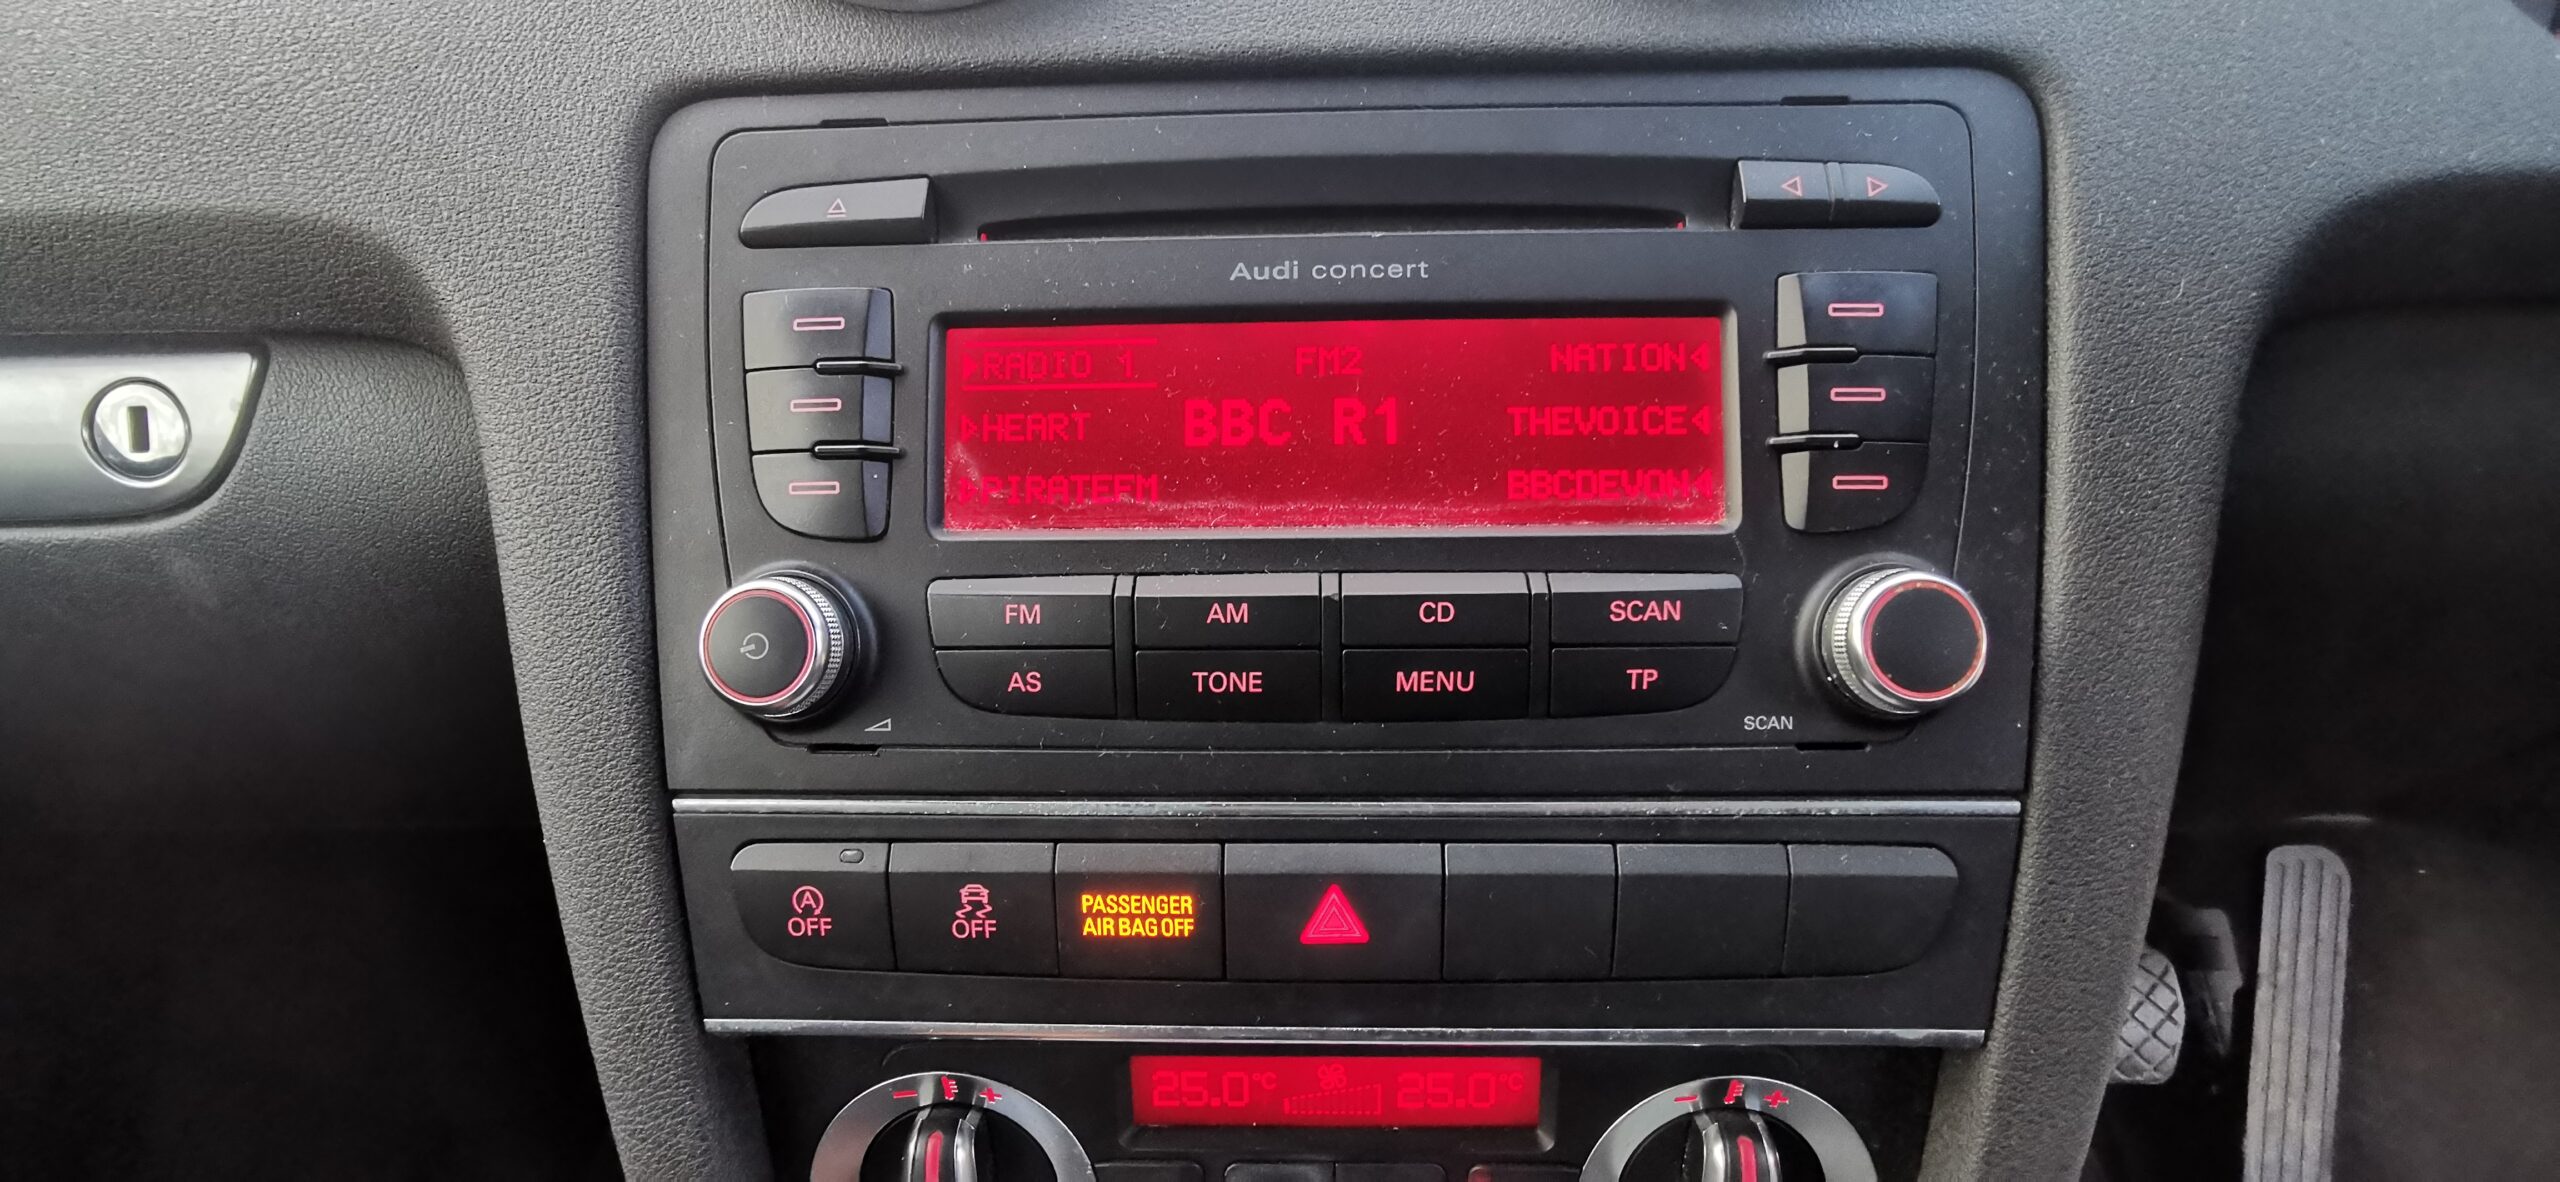 Audi concert
RADIO 1 FM2 NATION
HEART BBC R1 THEVOICE
PIRATEFM BBCDEVON
FM AM CD SCAN
AS TONE MENU TP
SCAN
A
OFF
OFF
PASSENGER
AIR BAG OFF
25.0°C 25.0°C